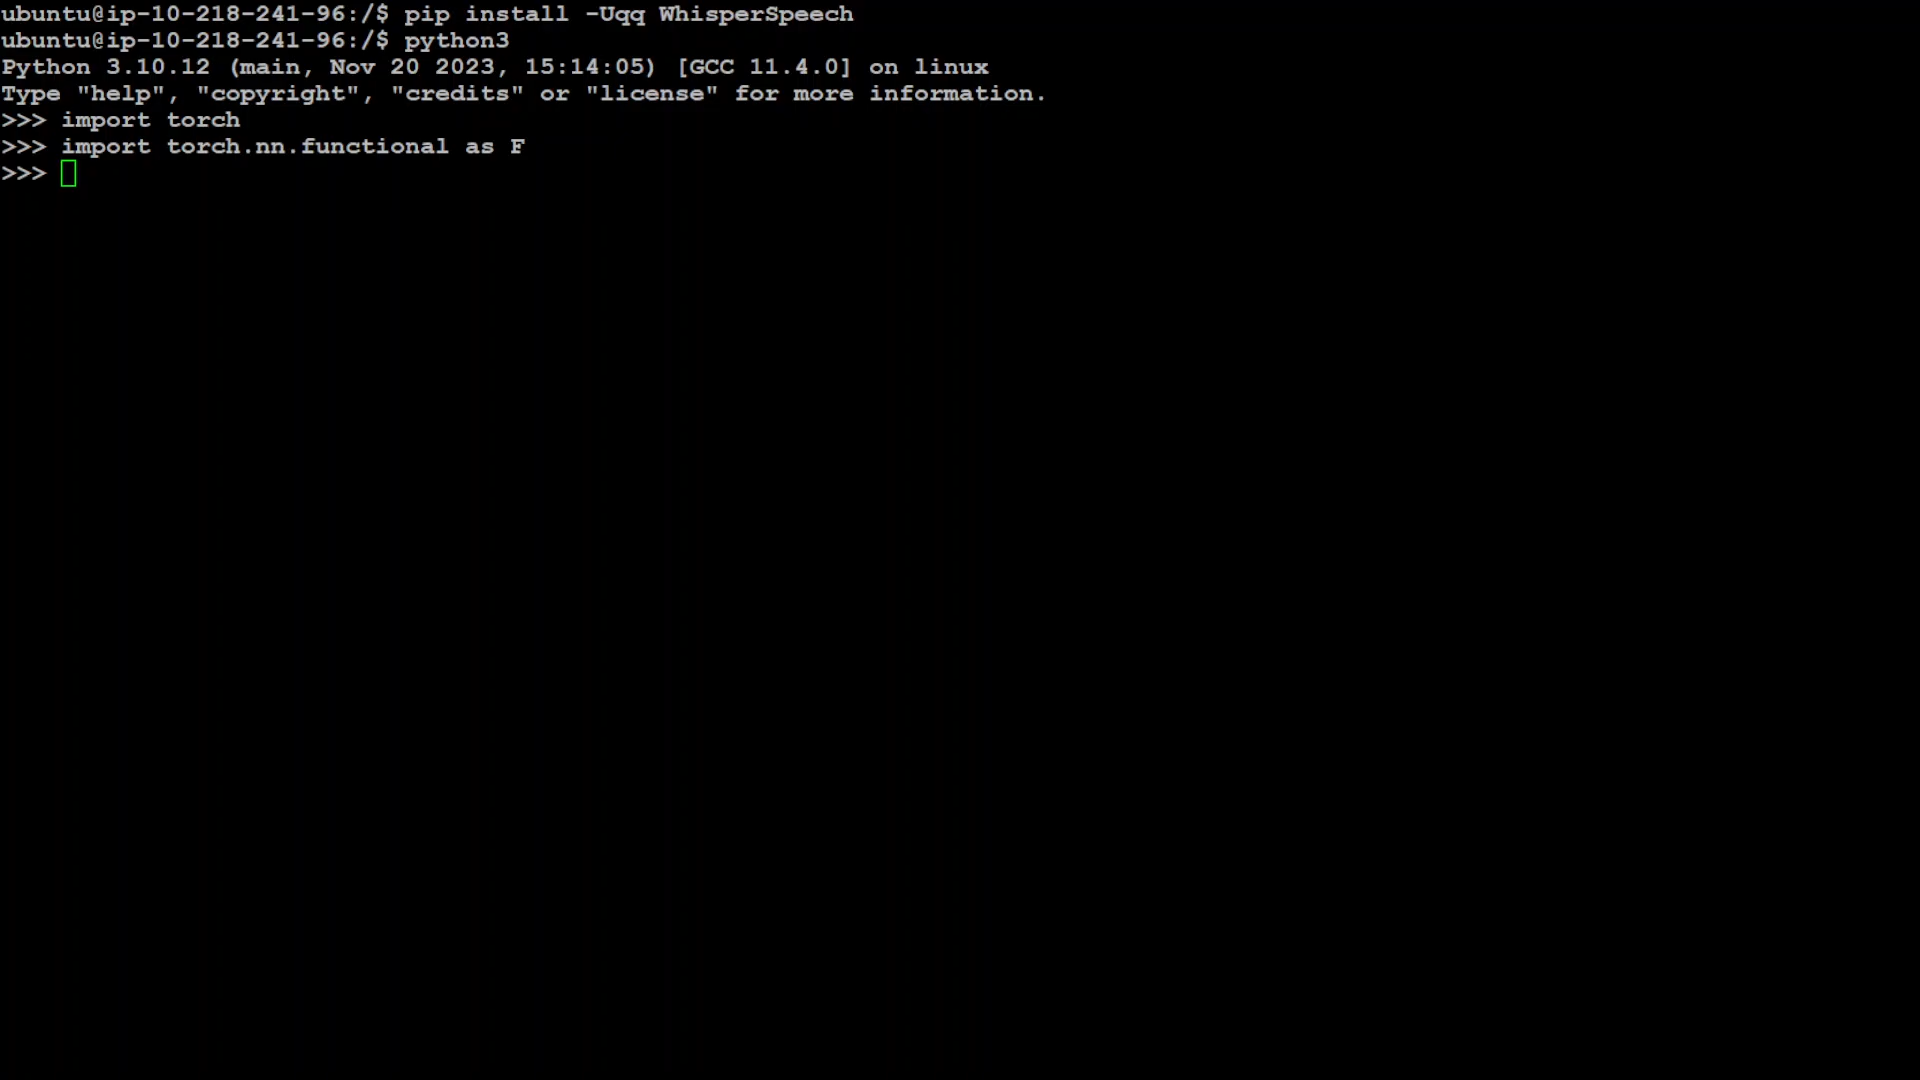 ubuntu@ip-10-218-241-96:/$ pip install -Uqq WhisperSpeech
ubuntu@ip-10-218-241-96:/$ python3
Python 3.10.12 (main, Nov 20 2023, 15:14:05) [GCC 11.4.0] on linux
Type "help", "copyright", "credits" or "license" for more information.
>>> import torch
>>> import torch.nn.functional as F
>>>